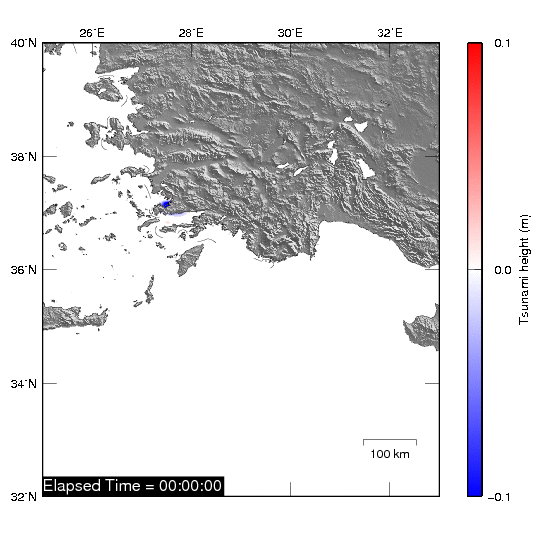 26˚E 28˚E 30˚E 32˚E
40˚N
38˚N
36˚N
34˚N
32˚N
100 km
Elapsed Time = 00:00:00
0.1
0.0
−0.1
Tsunami height (m)